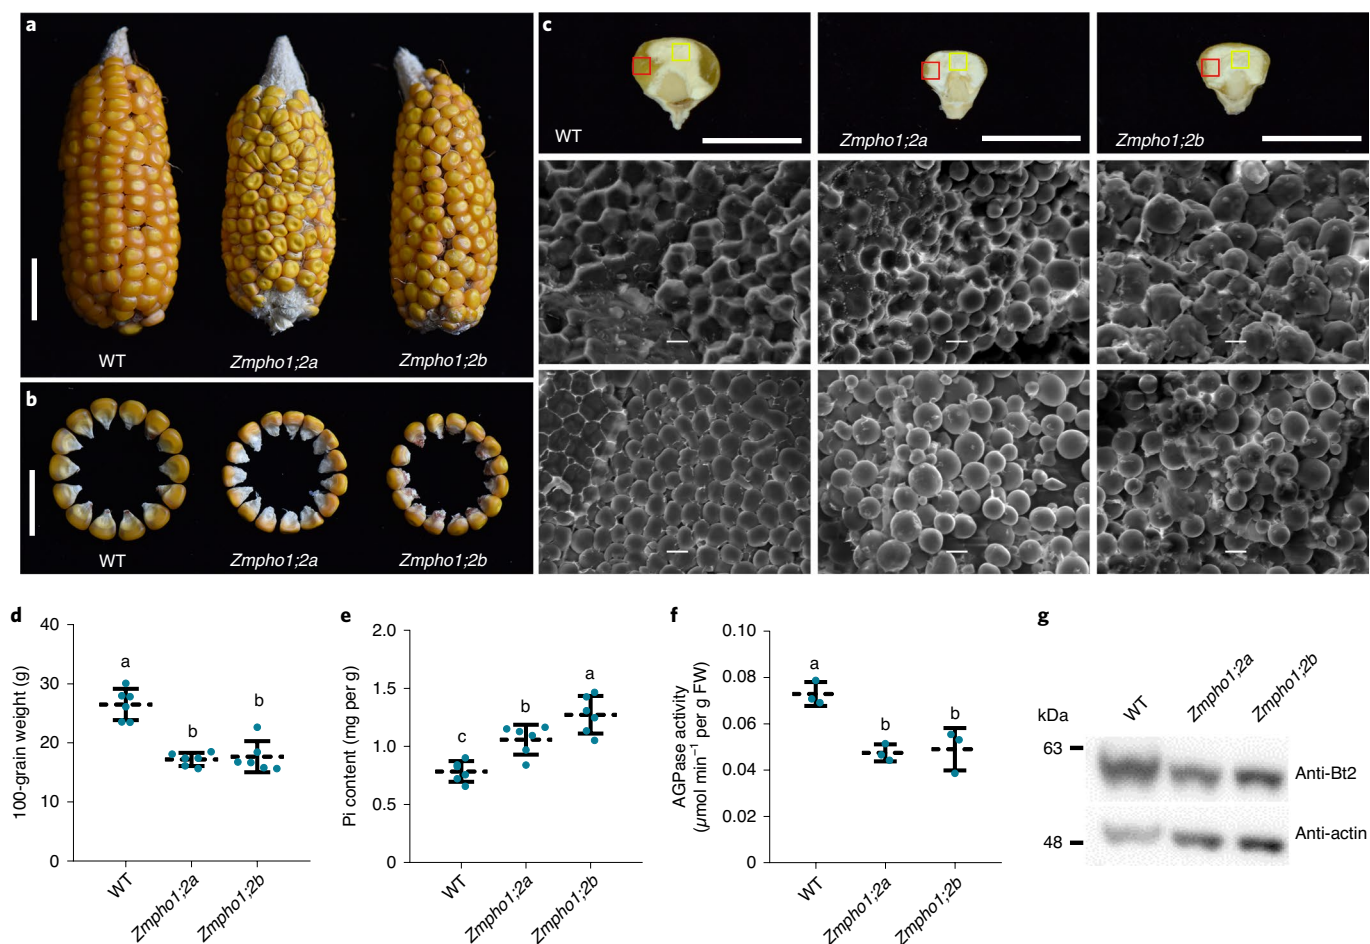 a
WT
Zmpho1;2a
Zmpho1;2b
b
WT
Zmpho1;2a
Zmpho1;2b
c
WT
Zmpho1;2a
Zmpho1;2b
d
100-grain weight (g)
40
30
20
10
0
a
b
b
WT
Zmpho1;2a
Zmpho1;2b
e
Pi content (mg per g)
2.0
1.5
1.0
0.5
0
c
b
a
WT
Zmpho1;2a
Zmpho1;2b
f
AGPase activity
(µmol min⁻¹ per g FW)
0.10
0.08
0.06
0.04
0.02
0
a
b
b
WT
Zmpho1;2a
Zmpho1;2b
g
kDa
WT
Zmpho1;2a
Zmpho1;2b
63
Anti-Bt2
48
Anti-actin